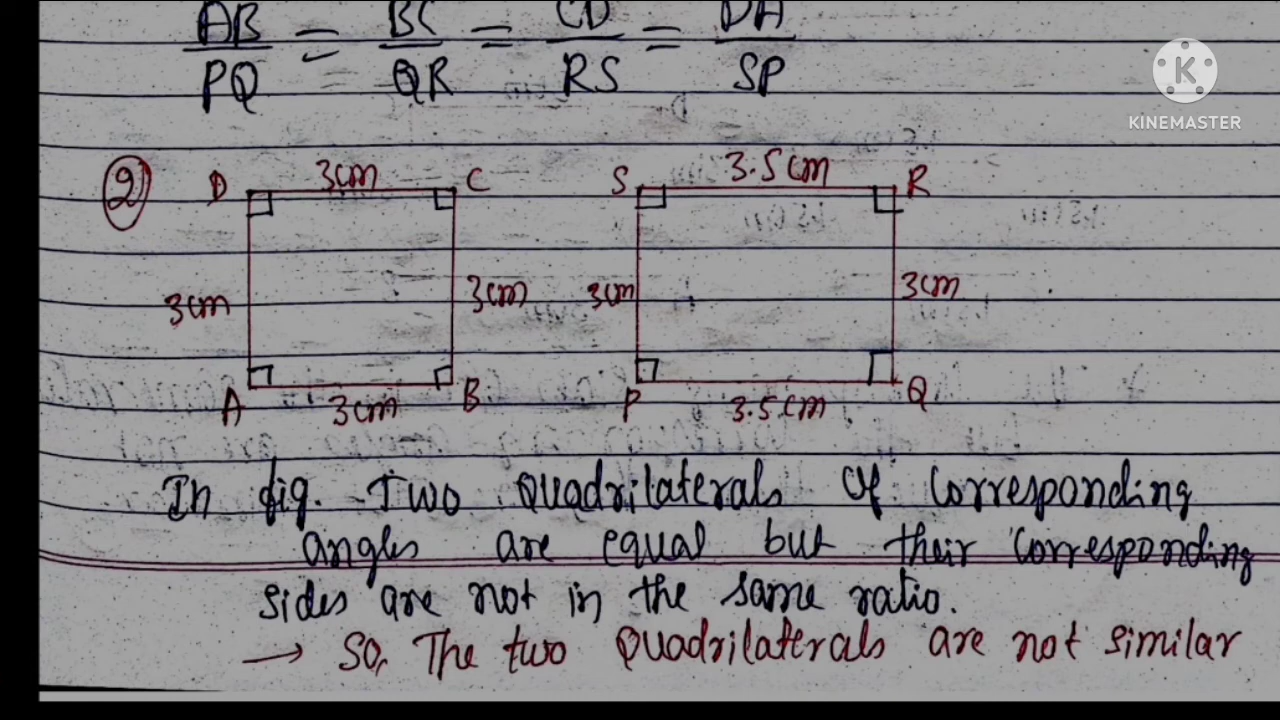 AB = BC = CD = DA
PQ QR RS SP
K
KINEMASTER
2
D 3cm C S 3.5cm R
3cm 3cm 3cm 3cm
A 3cm B P 3.5cm Q
In fig. Two quadrilaterals of corresponding
angles are equal but their corresponding
sides are not in the same ratio.
→ So, The two quadrilaterals are not similar